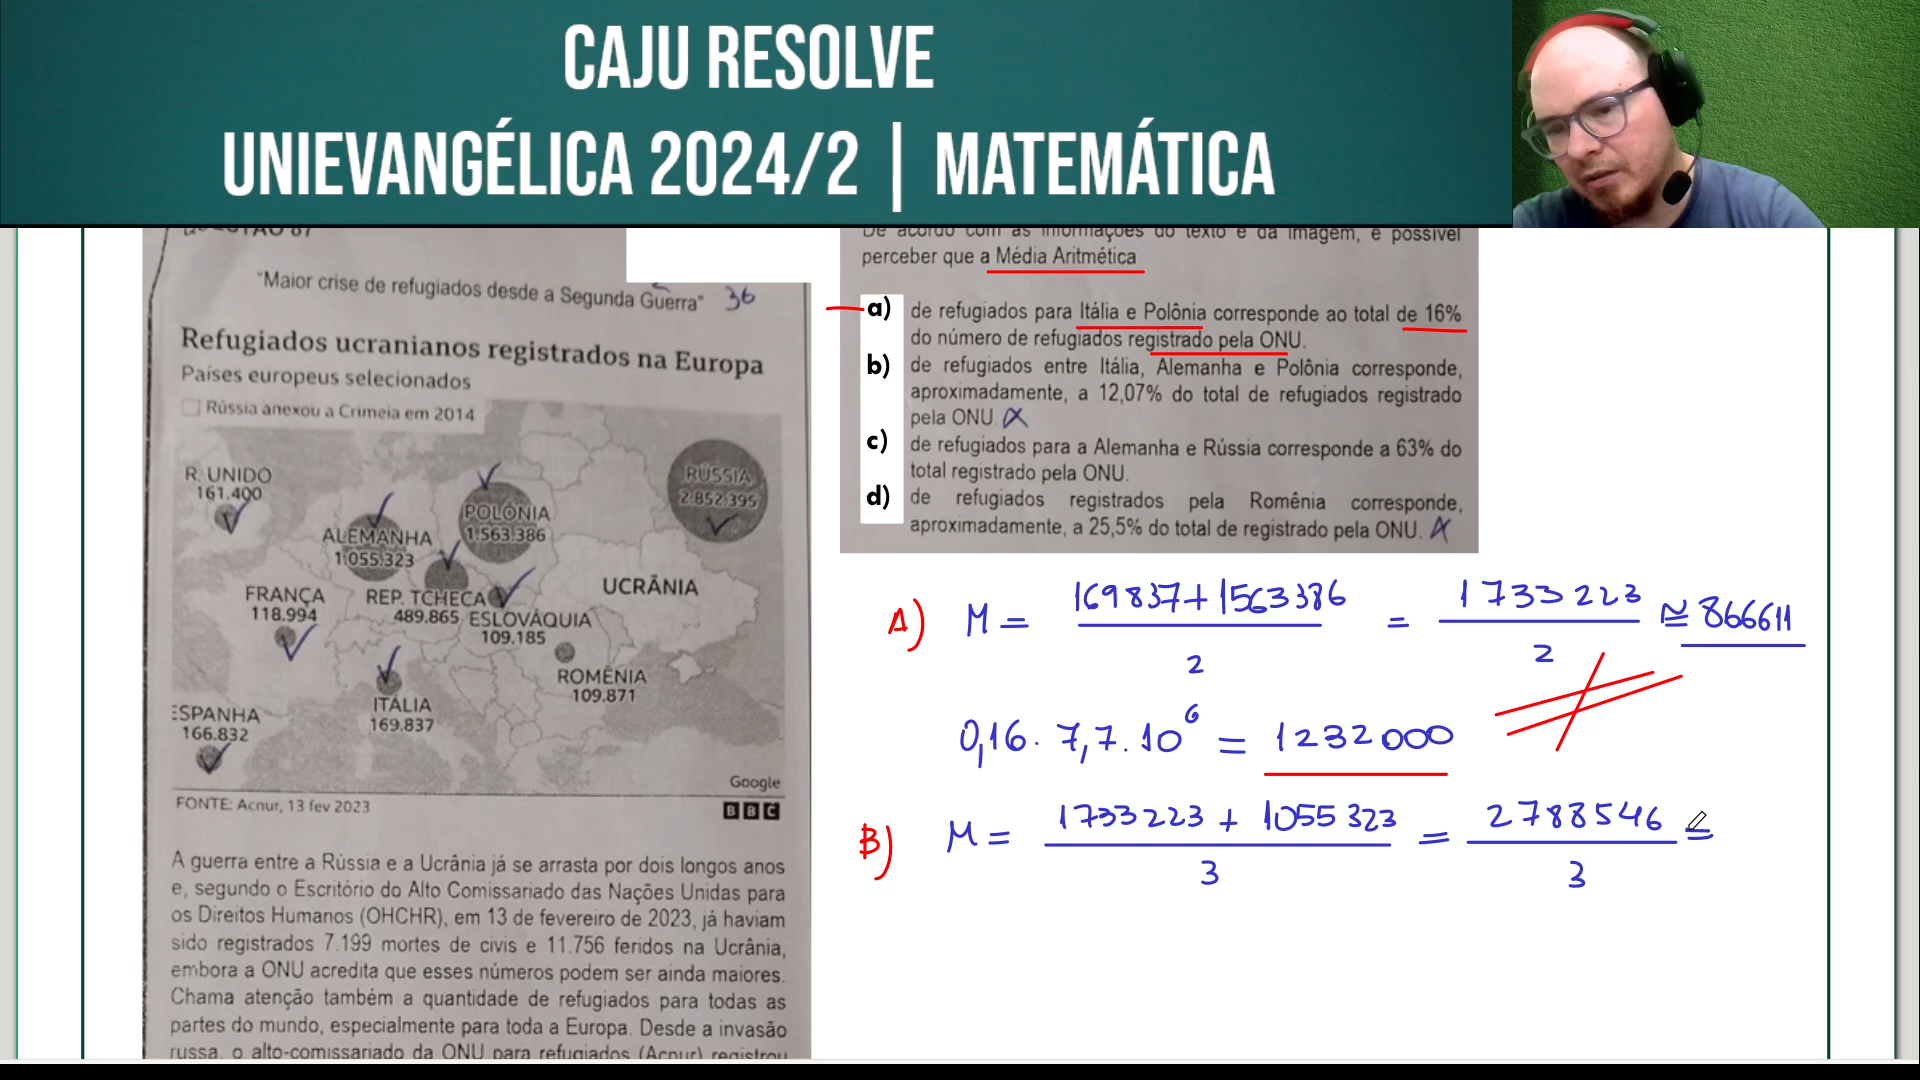 CAJU RESOLVE
UNIEVANGÉLICA 2024/2 | MATEMÁTICA
"Maior crise de refugiados desde a Segunda Guerra" 36
Refugiados ucranianos registrados na Europa
Países europeus selecionados
Rússia anexou a Crimeia em 2014
R. UNIDO
161.400
RÚSSIA
2.852.395
POLÔNIA
1.563.386
ALEMANHA
1.055.323
UCRÂNIA
FRANÇA
118.994
REP. TCHECA
489.865
ESLOVÁQUIA
109.185
ROMÊNIA
109.871
ITÁLIA
169.837
ESPANHA
166.832
Google
FONTE: Acnur, 13 fev 2023
BBC
A guerra entre a Rússia e a Ucrânia já se arrasta por dois longos anos
e, segundo o Escritório do Alto Comissariado das Nações Unidas para
os Direitos Humanos (OHCHR), em 13 de fevereiro de 2023, já haviam
sido registrados 7.199 mortes de civis e 11.756 feridos na Ucrânia,
embora a ONU acredita que esses números podem ser ainda maiores.
Chama atenção também a quantidade de refugiados para todas as
partes do mundo, especialmente para toda a Europa. Desde a invasão
russa, o alto-comissariado da ONU para refugiados (Acnur) registrou
De acordo com as informações do texto e da imagem, é possível
perceber que a Média Aritmética
a) de refugiados para Itália e Polônia corresponde ao total de 16%
do número de refugiados registrado pela ONU.
b) de refugiados entre Itália, Alemanha e Polônia corresponde,
aproximadamente, a 12,07% do total de refugiados registrado
pela ONU.
c) de refugiados para a Alemanha e Rússia corresponde a 63% do
total registrado pela ONU.
d) de refugiados registrados pela Romênia corresponde,
aproximadamente, a 25,5% do total de registrado pela ONU.
A) M = 169837 + 1563386 / 2 = 1733223 / 2 ≅ 866611
0,16 . 7,7 . 10⁶ = 1232000
B) M = 1733223 + 1055323 / 3 = 2788546 / 3 =